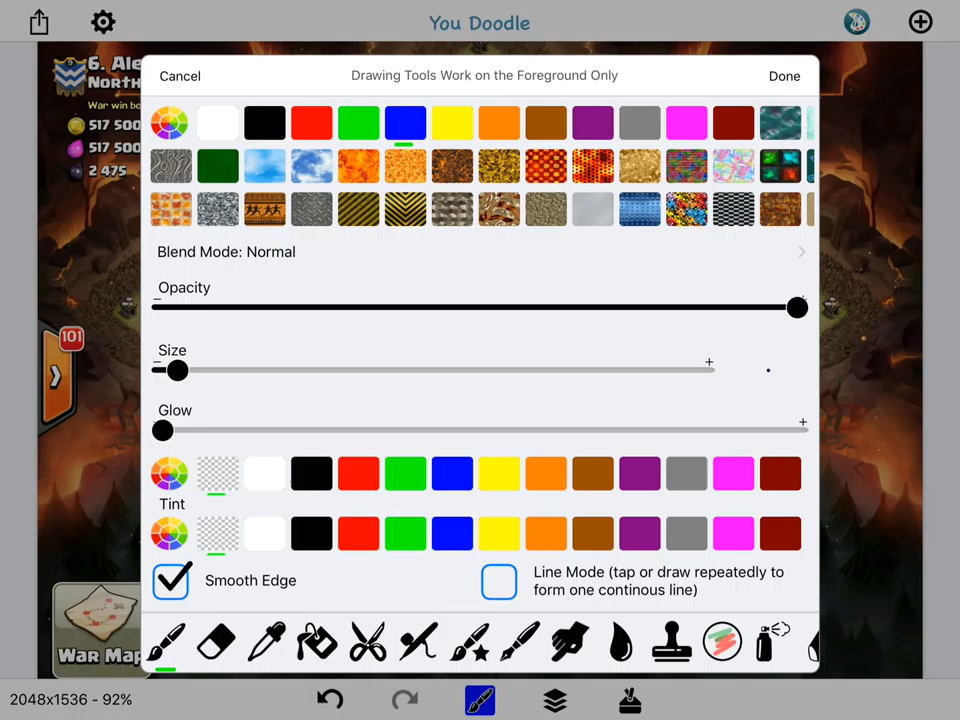 You Doodle
6. Ale
North
War win bo
517 500
517 500
2 475
Cancel
Drawing Tools Work on the Foreground Only
Done
Blend Mode: Normal
Opacity
Size
Glow
Tint
Smooth Edge
Line Mode (tap or draw repeatedly to
form one continous line)
101
War Map
2048x1536 - 92%